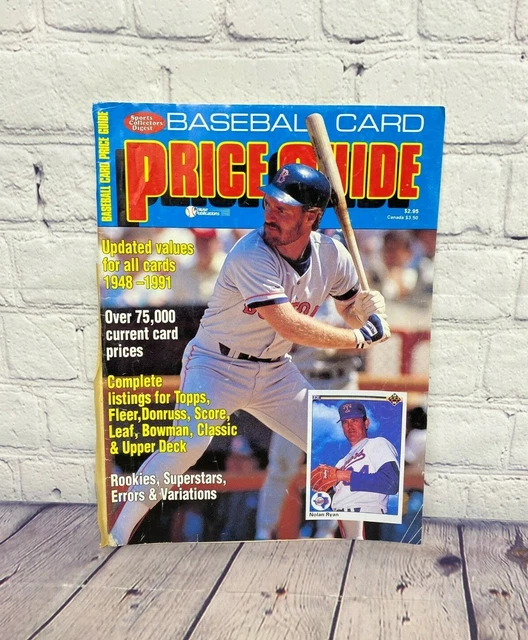 BASEBALL CARD PRICE GUIDE
Sports
Collectors
Digest
BASEBALL CARD
PRICE GUIDE
$2.95
Canada $3.50
Updated values
for all cards
1948-1991
Over 75,000
current card
prices
Complete
listings for Topps,
Fleer, Donruss, Score,
Leaf, Bowman, Classic
& Upper Deck
Rookies, Superstars,
Errors & Variations
Nolan Ryan